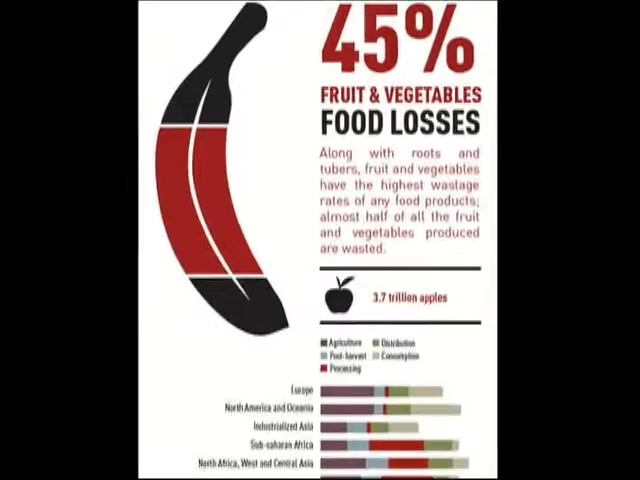 45%
FRUIT & VEGETABLES
FOOD LOSSES
Along with roots and
tubers, fruit and vegetables
have the highest wastage
rates of any food products;
almost half of all the fruit
and vegetables produced
are wasted.
3.7 trillion apples
Agriculture Distribution
Post-harvest Consumption
Processing
Europe
North America and Oceania
Industrialized Asia
Sub-saharan Africa
North Africa, West and Central Asia